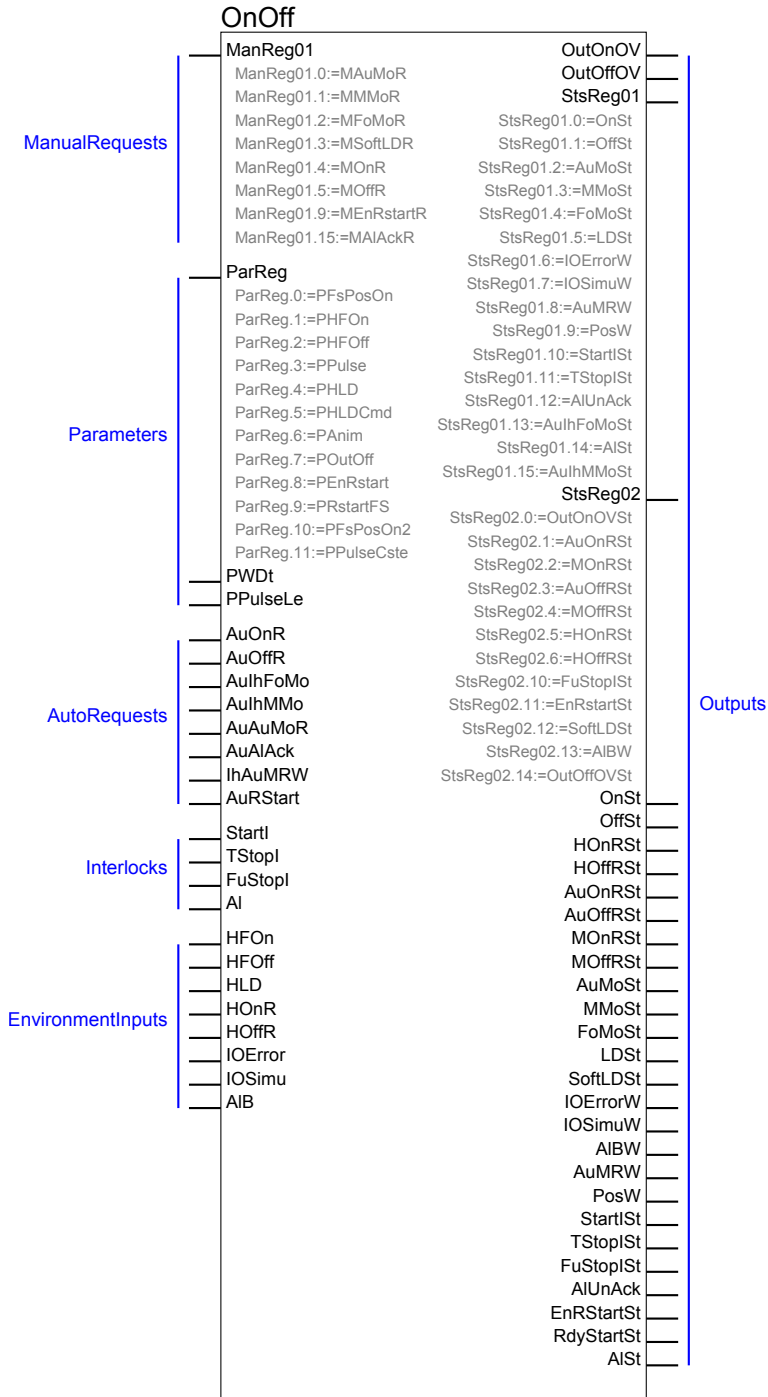 OnOff
ManualRequests
ManReg01
ManReg01.0:=MAuMoR
ManReg01.1:=MMMoR
ManReg01.2:=MFoMoR
ManReg01.3:=MSoftLDR
ManReg01.4:=MOnR
ManReg01.5:=MOffR
ManReg01.9:=MEnRstartR
ManReg01.15:=MAlAckR
Parameters
ParReg
ParReg.0:=PFsPosOn
ParReg.1:=PHFOn
ParReg.2:=PHFOff
ParReg.3:=PPulse
ParReg.4:=PHLD
ParReg.5:=PHLDCmd
ParReg.6:=PAnim
ParReg.7:=POutOff
ParReg.8:=PEnRstart
ParReg.9:=PRstartFS
ParReg.10:=PFsPosOn2
ParReg.11:=PPulseCste
PWDt
PPulseLe
AutoRequests
AuOnR
AuOffR
AuIhFoMo
AuIhMMo
AuAuMoR
AuAlAck
IhAuMRW
AuRStart
Interlocks
StartI
TStopI
FuStopI
Al
EnvironmentInputs
HFOn
HFOff
HLD
HOnR
HOffR
IOError
IOSimu
AlB
OutOnOV
OutOffOV
StsReg01
StsReg01.0:=OnSt
StsReg01.1:=OffSt
StsReg01.2:=AuMoSt
StsReg01.3:=MMoSt
StsReg01.4:=FoMoSt
StsReg01.5:=LDSt
StsReg01.6:=IOErrorW
StsReg01.7:=IOSimuW
StsReg01.8:=AuMRW
StsReg01.9:=PosW
StsReg01.10:=StartISt
StsReg01.11:=TStopISt
StsReg01.12:=AlUnAck
StsReg01.13:=AuIhFoMoSt
StsReg01.14:=AlSt
StsReg01.15:=AuIhMMoSt
StsReg02
StsReg02.0:=OutOnOVSt
StsReg02.1:=AuOnRSt
StsReg02.2:=MOnRSt
StsReg02.3:=AuOffRSt
StsReg02.4:=MOffRSt
StsReg02.5:=HOnRSt
StsReg02.6:=HOffRSt
StsReg02.10:=FuStopISt
StsReg02.11:=EnRstartSt
StsReg02.12:=SoftLDSt
StsReg02.13:=AlBW
StsReg02.14:=OutOffOVSt
OnSt
OffSt
HOnRSt
HOffRSt
AuOnRSt
AuOffRSt
MOnRSt
MOffRSt
AuMoSt
MMoSt
FoMoSt
LDSt
SoftLDSt
IOErrorW
IOSimuW
AlBW
AuMRW
PosW
StartISt
TStopISt
FuStopISt
AlUnAck
EnRStartSt
RdyStartSt
AlSt
Outputs